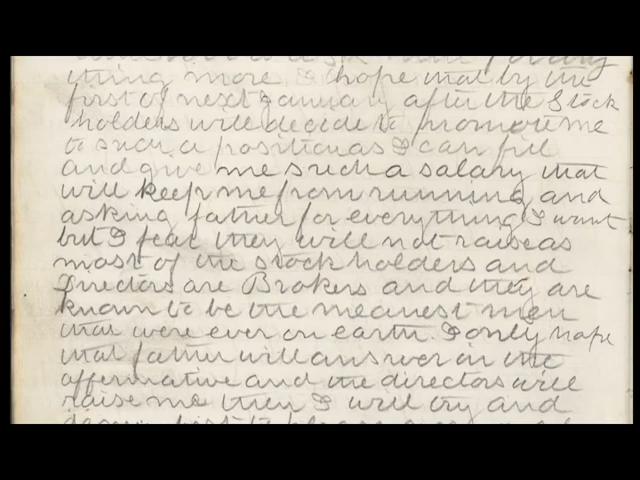 thing more I hope that by the
first of next January after the Stock
holders will decide to promote me
to such a position as I can fill
and give me such a salary that
will keep me from running and
asking father for everything I want
but I fear they will not raise as
most of the stock holders and
Directors are Brokers and they are
known to be the meanest men
that were ever on earth. I only hope
that father will answer in the
affirmative and the directors will
raise me then I will try and